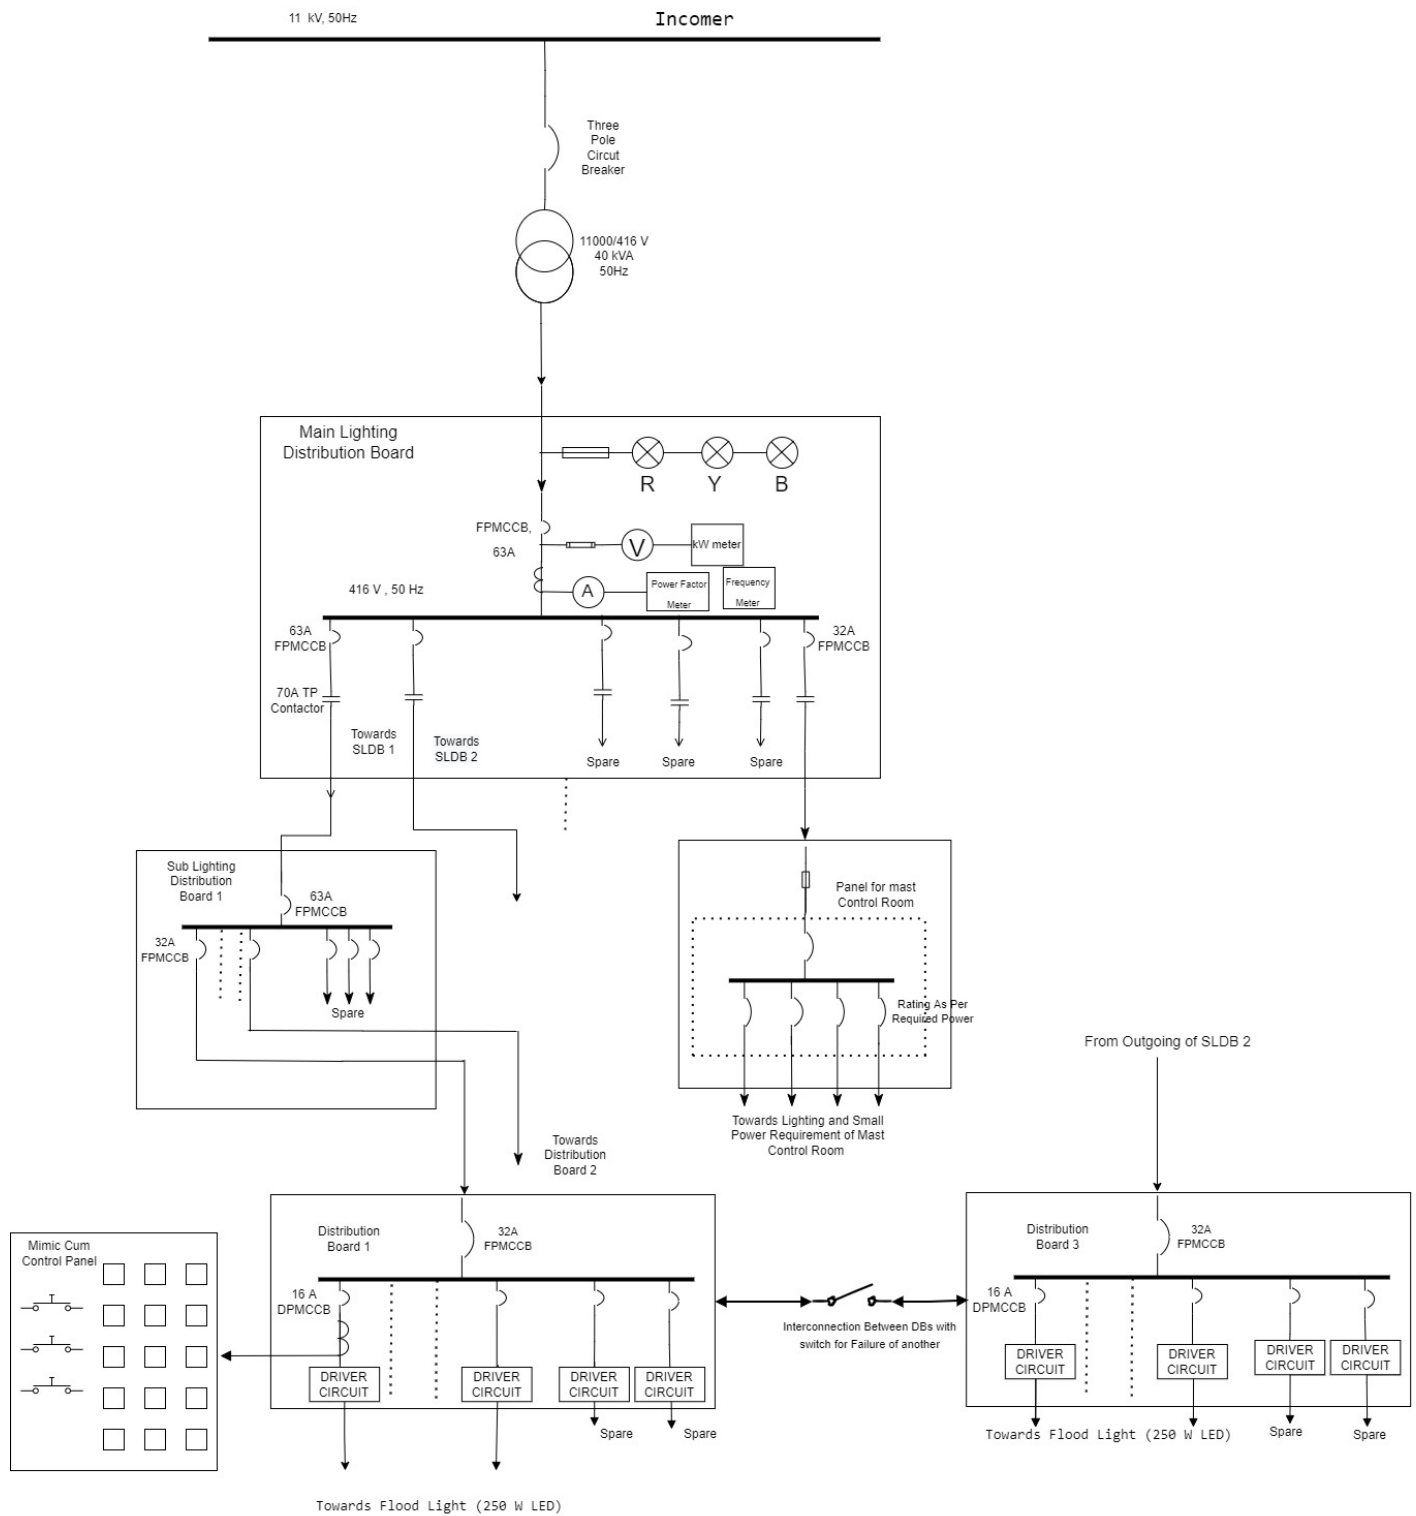 11 kV, 50Hz
Incomer
Three
Pole
Circut
Breaker
11000/416 V
40 kVA
50Hz
Main Lighting
Distribution Board
R
Y
B
FPMCCB,
63A
V
kW meter
A
Power Factor
Meter
Frequency
Meter
416 V , 50 Hz
63A
FPMCCB
32A
FPMCCB
70A TP
Contactor
Towards
SLDB 1
Towards
SLDB 2
Spare
Spare
Spare
Sub Lighting
Distribution
Board 1
63A
FPMCCB
32A
FPMCCB
Spare
Panel for mast
Control Room
Rating As Per
Required Power
Towards Lighting and Small
Power Requirement of Mast
Control Room
From Outgoing of SLDB 2
Towards
Distribution
Board 2
Mimic Cum
Control Panel
Distribution
Board 1
32A
FPMCCB
16 A
DPMCCB
DRIVER
CIRCUIT
DRIVER
CIRCUIT
DRIVER
CIRCUIT
DRIVER
CIRCUIT
Spare
Spare
Towards Flood Light (250 W LED)
Interconnection Between DBs with
switch for Failure of another
Distribution
Board 3
32A
FPMCCB
16 A
DPMCCB
DRIVER
CIRCUIT
DRIVER
CIRCUIT
DRIVER
CIRCUIT
DRIVER
CIRCUIT
Towards Flood Light (250 W LED)
Spare
Spare